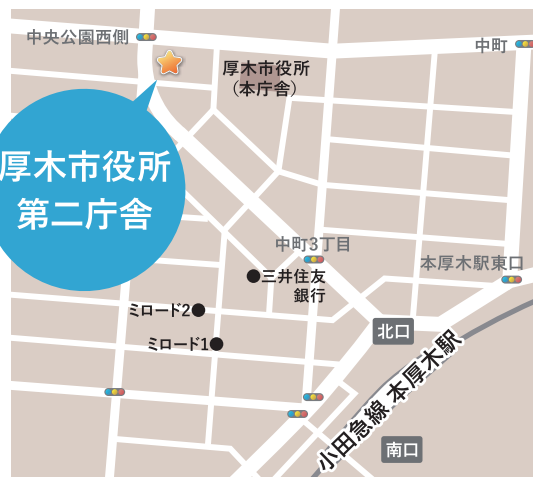 中央公園西側
中町
厚木市役所
(本庁舎)
厚木市役所
第二庁舎
中町3丁目
本厚木駅東口
三井住友
銀行
ミロード2
ミロード1
北口
小田急線 本厚木駅
南口